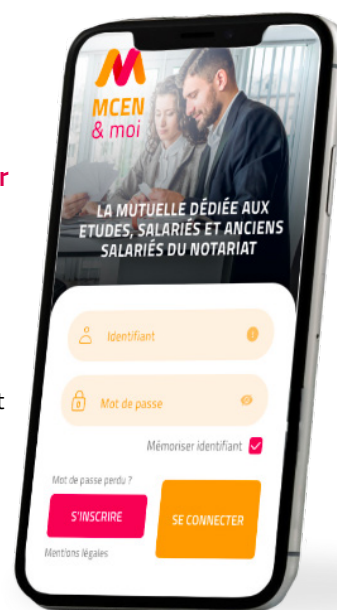 MCEN
& moi
r
LA MUTUELLE DÉDIÉE AUX
ETUDES, SALARIÉS ET ANCIENS
SALARIÉS DU NOTARIAT
Identifiant
t
Mot de passe
Mémoriser identifiant
Mot de passe perdu ?
S'INSCRIRE
SE CONNECTER
Mentions légales